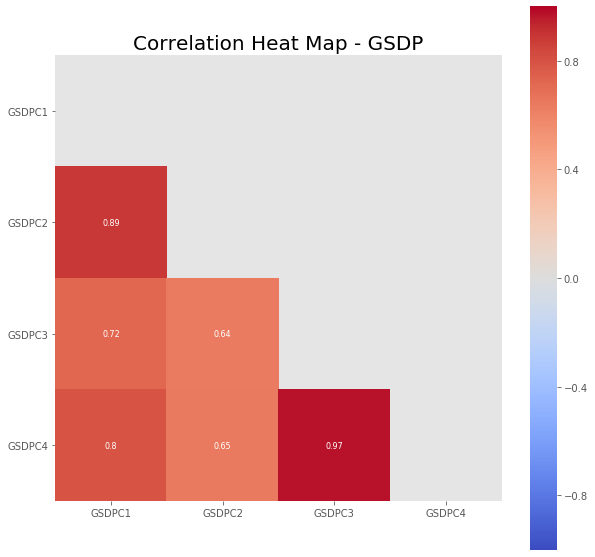 Correlation Heat Map - GSDP
GSDPC1
GSDPC2
GSDPC3
GSDPC4
0.89
0.72 0.64
0.8 0.65 0.97
GSDPC1 GSDPC2 GSDPC3 GSDPC4
0.8
0.4
0.0
−0.4
−0.8